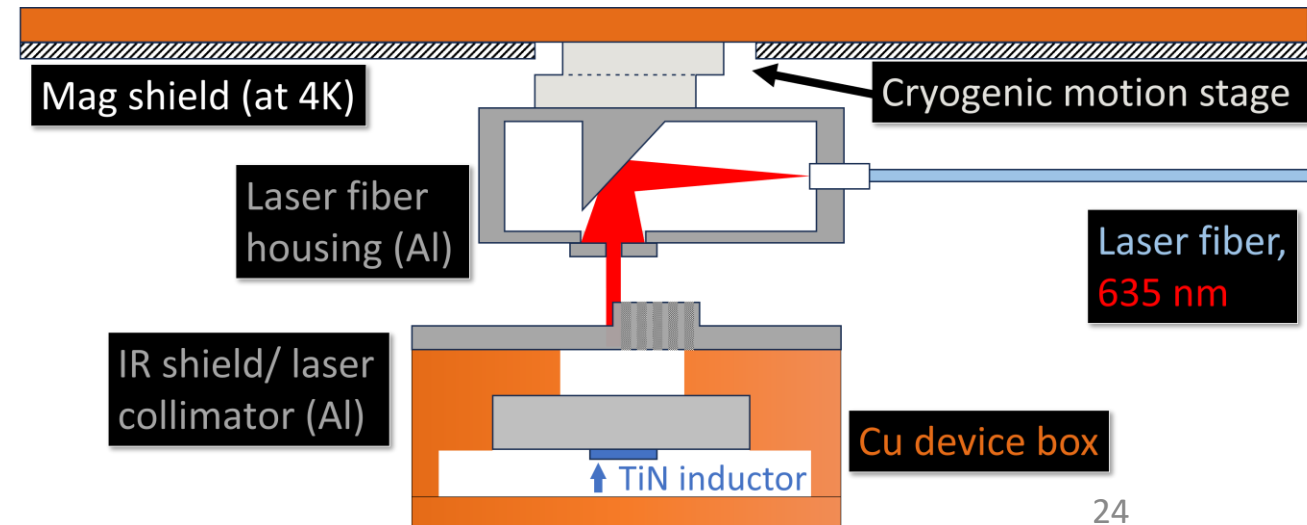 Mag shield (at 4K)
Cryogenic motion stage
Laser fiber
housing (Al)
Laser fiber,
635 nm
IR shield/ laser
collimator (Al)
Cu device box
TiN inductor
24